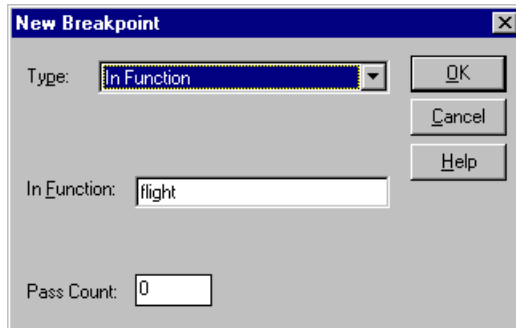 New Breakpoint
Type: In Function
OK
Cancel
Help
In Function: flight
Pass Count: 0